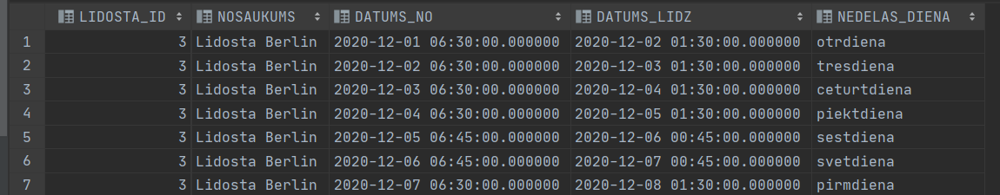 LIDOSTA_ID NOSAUKUMS DATUMS_NO DATUMS_LIDZ NEDELAS_DIENA
1 3 Lidosta Berlin 2020-12-01 06:30:00.000000 2020-12-02 01:30:00.000000 otrdiena
2 3 Lidosta Berlin 2020-12-02 06:30:00.000000 2020-12-03 01:30:00.000000 tresdiena
3 3 Lidosta Berlin 2020-12-03 06:30:00.000000 2020-12-04 01:30:00.000000 ceturtdiena
4 3 Lidosta Berlin 2020-12-04 06:30:00.000000 2020-12-05 01:30:00.000000 piektdiena
5 3 Lidosta Berlin 2020-12-05 06:45:00.000000 2020-12-06 00:45:00.000000 sestdiena
6 3 Lidosta Berlin 2020-12-06 06:45:00.000000 2020-12-07 00:45:00.000000 svetdiena
7 3 Lidosta Berlin 2020-12-07 06:30:00.000000 2020-12-08 01:30:00.000000 pirmdiena